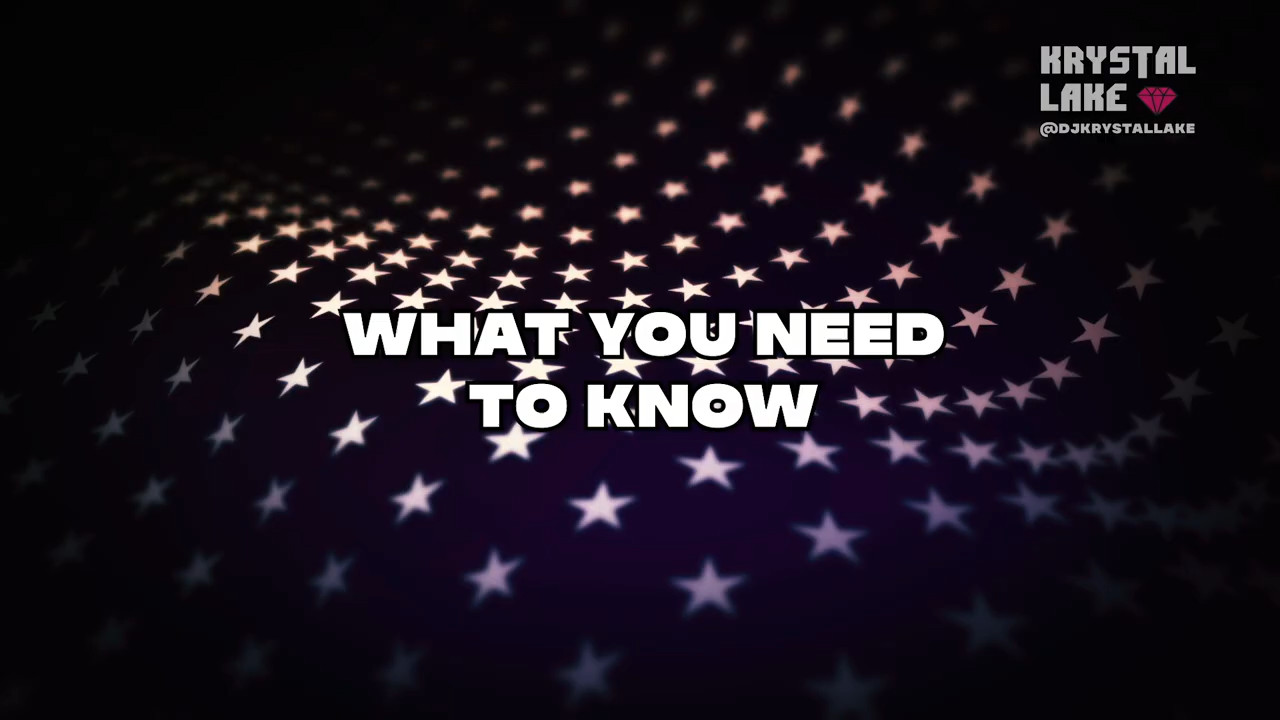 KRYSTAL
LAKE
@DJKRYSTALLAKE
WHAT YOU NEED
TO KNOW